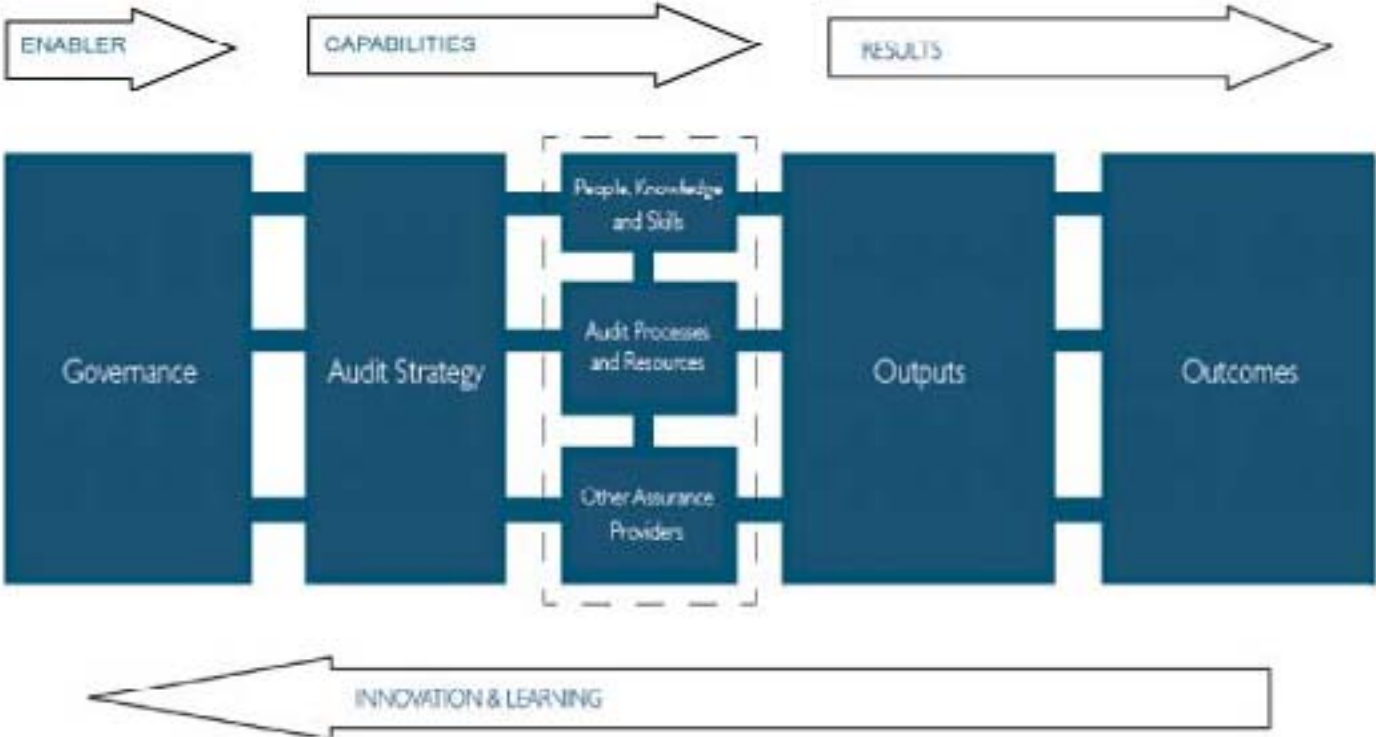 ENABLER
CAPABILITIES
RESULTS
People, Knowledge
and Skills
Governance
Audit Strategy
Audit Processes
and Resources
Outputs
Outcomes
Other Assurance
Providers
INNOVATION & LEARNING